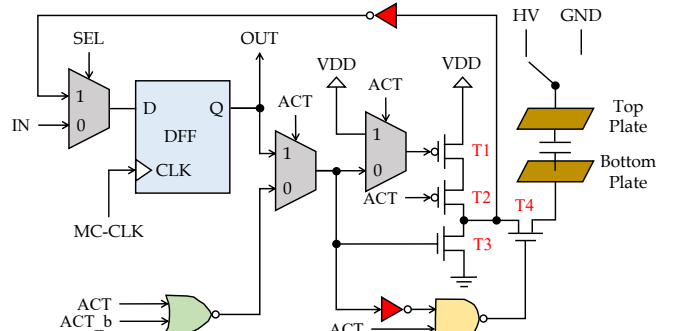 HV GND
SEL OUT
VDD VDD
ACT
ACT
1
IN 0
D Q
DFF
CLK
MC-CLK
1
0
1
0
T1
ACT T2
T3
T4
Top
Plate
Bottom
Plate
ACT
ACT_b
ACT